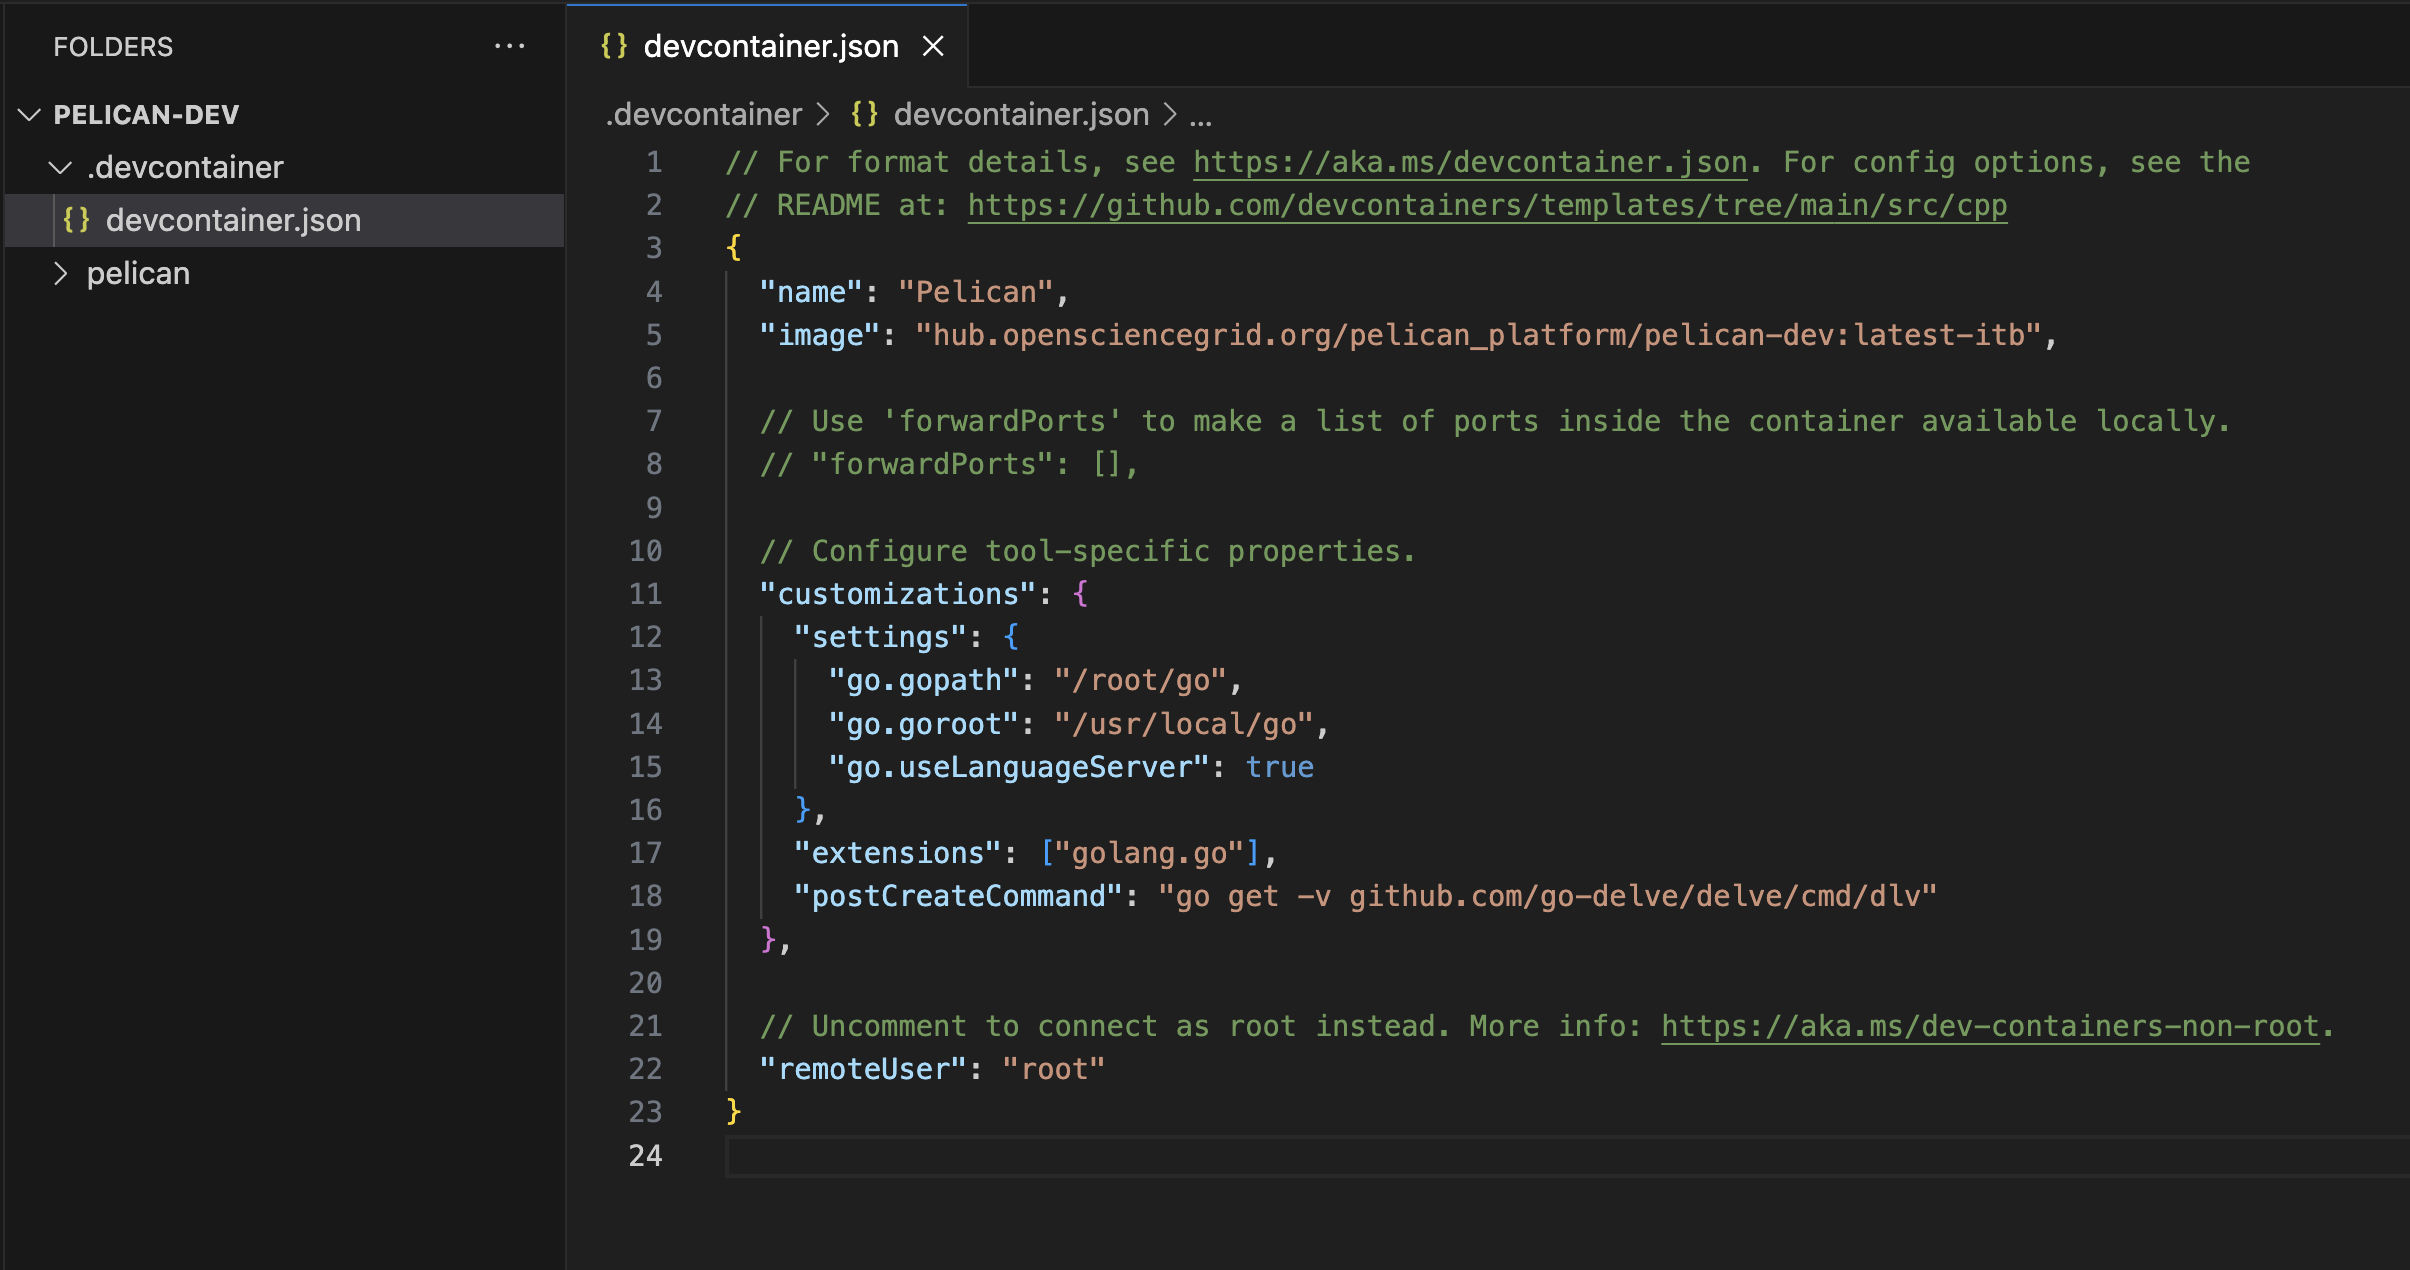 FOLDERS
...
PELICAN-DEV
.devcontainer
{} devcontainer.json
pelican
{} devcontainer.json
.devcontainer > {} devcontainer.json > ...
1 // For format details, see https://aka.ms/devcontainer.json. For config options, see the
2 // README at: https://github.com/devcontainers/templates/tree/main/src/cpp
3 {
4   "name": "Pelican",
5   "image": "hub.opensciencegrid.org/pelican_platform/pelican-dev:latest-itb",
6
7   // Use 'forwardPorts' to make a list of ports inside the container available locally.
8   // "forwardPorts": [],
9
10   // Configure tool-specific properties.
11   "customizations": {
12     "settings": {
13       "go.gopath": "/root/go",
14       "go.goroot": "/usr/local/go",
15       "go.useLanguageServer": true
16     },
17     "extensions": ["golang.go"],
18     "postCreateCommand": "go get -v github.com/go-delve/delve/cmd/dlv"
19   },
20
21   // Uncomment to connect as root instead. More info: https://aka.ms/dev-containers-non-root.
22   "remoteUser": "root"
23 }
24